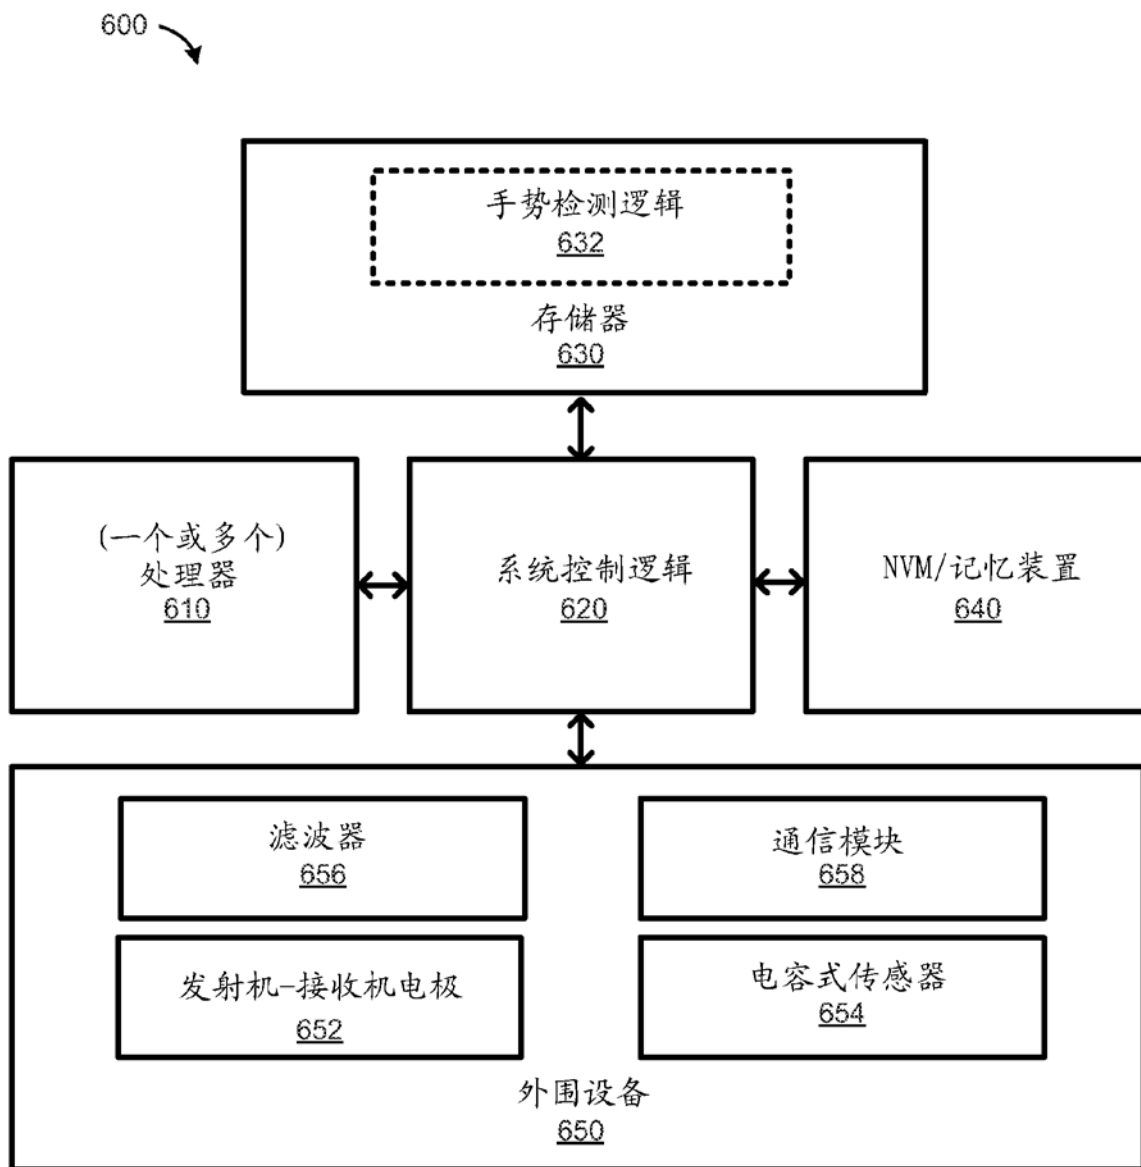 600
手势检测逻辑
632
存储器
630
(一个或多个)
处理器
610
系统控制逻辑
620
NVM/记忆装置
640
滤波器
656
通信模块
658
发射机-接收机电极
652
电容式传感器
654
外围设备
650